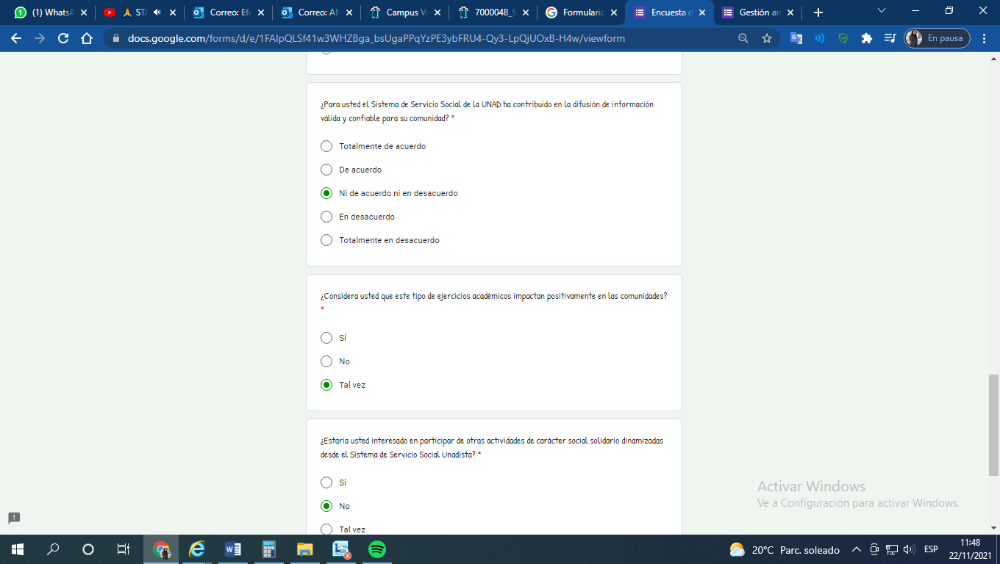 (1) WhatsA
STA
Correo: Efe
Correo: AN
Campus Vi
700004B_9
Formulario
Encuesta d
Gestión an
docs.google.com/forms/d/e/1FAIpQLSf41w3WHZBga_bsUgaPPqYzPE3ybFRU4-Qy3-LpQjUOxB-H4w/viewform
En pausa
¿Para usted el Sistema de Servicio Social de la UNAD ha contribuido en la difusión de información
válida y confiable para su comunidad? *
Totalmente de acuerdo
De acuerdo
Ni de acuerdo ni en desacuerdo
En desacuerdo
Totalmente en desacuerdo
¿Considera usted que este tipo de ejercicios académicos impactan positivamente en las comunidades?
*
Sí
No
Tal vez
¿Estaría usted interesado en participar de otras actividades de carácter social solidario dinamizadas
desde el Sistema de Servicio Social Unadista? *
Sí
No
Tal vez
Activar Windows
Ve a Configuración para activar Windows.
20°C Parc. soleado
ESP
11:48
22/11/2021